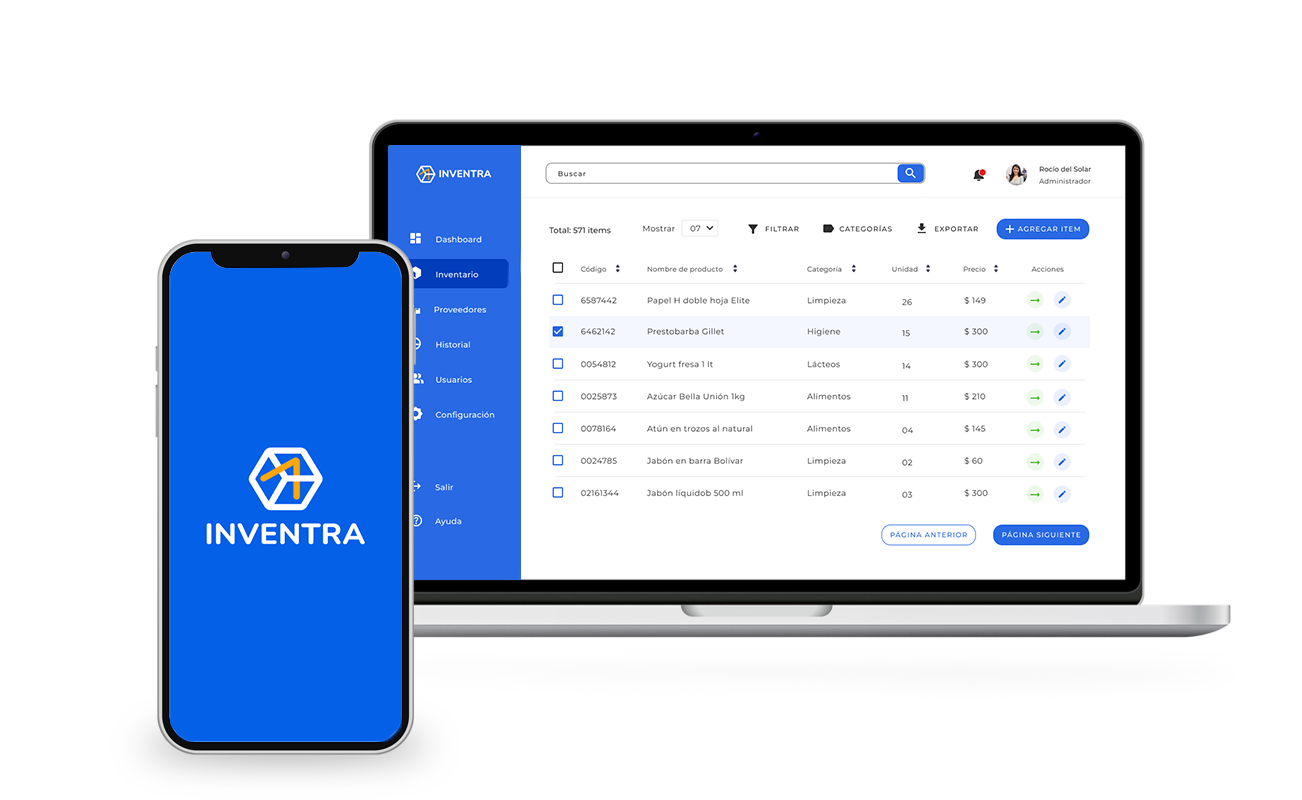 INVENTRA
INVENTRA
Dashboard
Inventario
Proveedores
Historial
Usuarios
Configuración
Salir
Ayuda
Buscar
Rocío del Solar
Administrador
Total: 571 items
Mostrar 07
FILTRAR
CATEGORÍAS
EXPORTAR
+ AGREGAR ITEM
Código Nombre de producto Categoría Unidad Precio Acciones
6587442 Papel H doble hoja Elite Limpieza 26 $ 149
6462142 Prestobarba Gillet Higiene 15 $ 300
0054812 Yogurt fresa 1 lt Lácteos 14 $ 300
0025873 Azúcar Bella Unión 1kg Alimentos 11 $ 210
0078164 Atún en trozos al natural Alimentos 04 $ 145
0024785 Jabón en barra Bolívar Limpieza 02 $ 60
02161344 Jabón líquidob 500 ml Limpieza 03 $ 300
PÁGINA ANTERIOR
PÁGINA SIGUIENTE